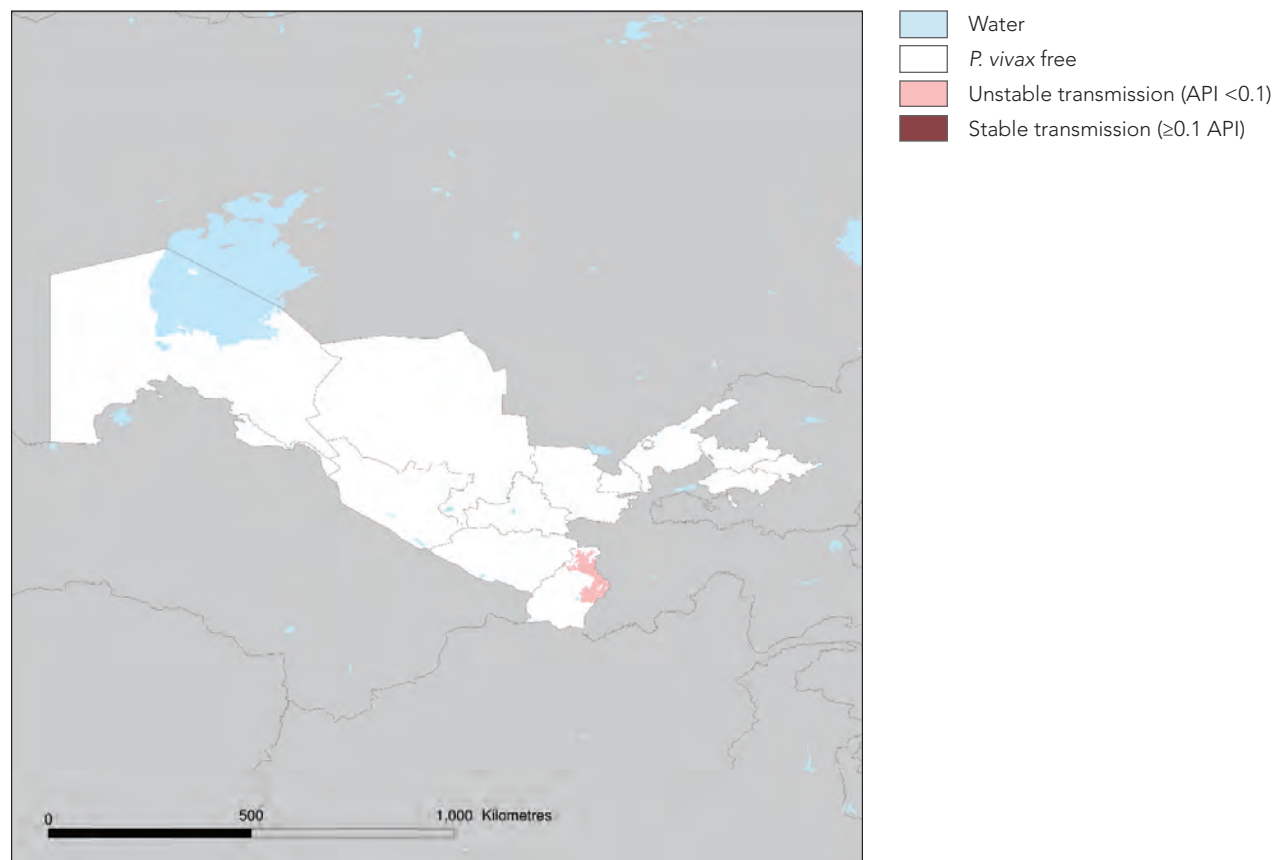 Water
P. vivax free
Unstable transmission (API <0.1)
Stable transmission (≥0.1 API)
0 500 1,000 Kilometres